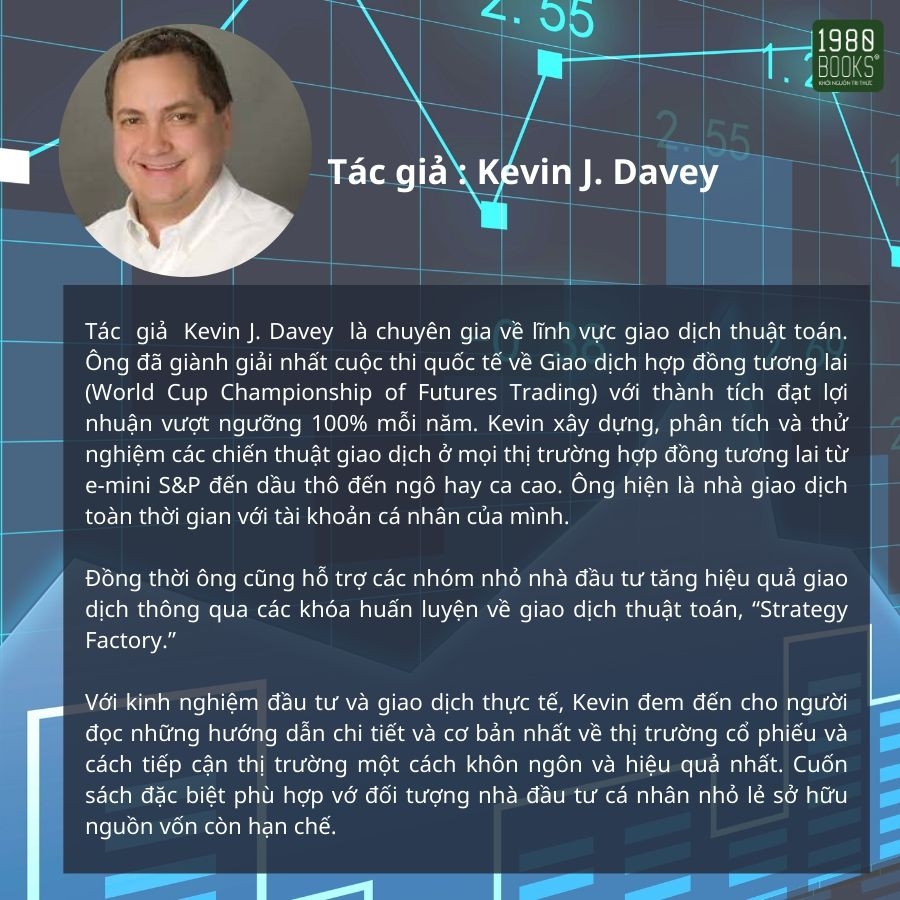 2. 55
1980
BOOKS®
KHƠI NGUỒN TRI THỨC
2. 55
Tác giả : Kevin J. Davey
Tác giả Kevin J. Davey là chuyên gia về lĩnh vực giao dịch thuật toán.
Ông đã giành giải nhất cuộc thi quốc tế về Giao dịch hợp đồng tương lai
(World Cup Championship of Futures Trading) với thành tích đạt lợi
nhuận vượt ngưỡng 100% mỗi năm. Kevin xây dựng, phân tích và thử
nghiệm các chiến thuật giao dịch ở mọi thị trường hợp đồng tương lai từ
e-mini S&P đến dầu thô đến ngô hay ca cao. Ông hiện là nhà giao dịch
toàn thời gian với tài khoản cá nhân của mình.
Đồng thời ông cũng hỗ trợ các nhóm nhỏ nhà đầu tư tăng hiệu quả giao
dịch thông qua các khóa huấn luyện về giao dịch thuật toán, “Strategy
Factory.”
Với kinh nghiệm đầu tư và giao dịch thực tế, Kevin đem đến cho người
đọc những hướng dẫn chi tiết và cơ bản nhất về thị trường cổ phiếu và
cách tiếp cận thị trường một cách khôn ngôn và hiệu quả nhất. Cuốn
sách đặc biệt phù hợp vớ đối tượng nhà đầu tư cá nhân nhỏ lẻ sở hữu
nguồn vốn còn hạn chế.